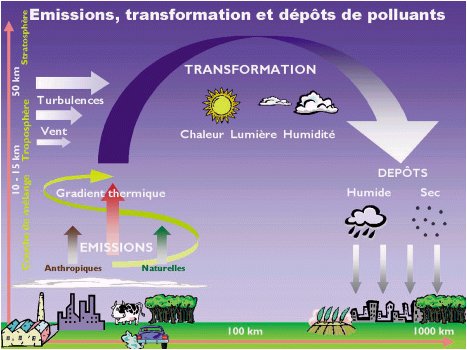 Emissions, transformation et dépôts de polluants
Stratosphère
50 km
Turbulences
Vent
Troposphère
10 - 15 km
Couche de mélange
TRANSFORMATION
Chaleur Lumière Humidité
Gradient thermique
EMISSIONS
Anthropiques
Naturelles
DEPÔTS
Humide
Sec
100 km
1000 km